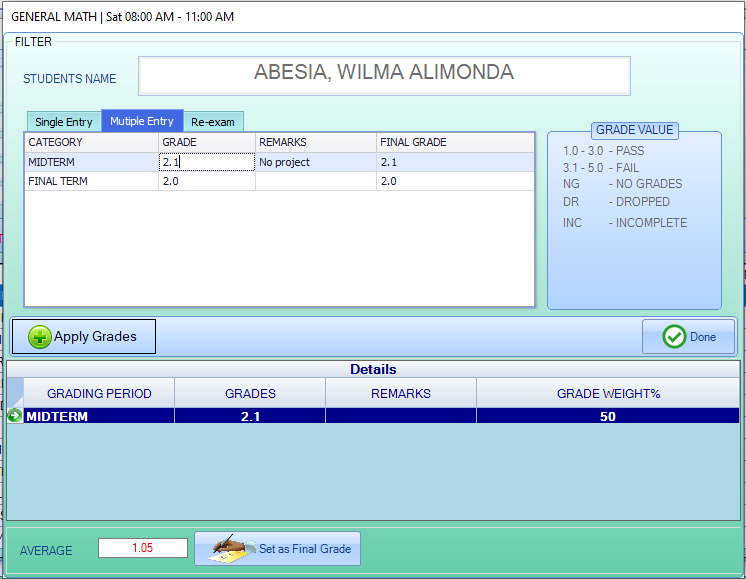 GENERAL MATH | Sat 08:00 AM - 11:00 AM
FILTER
STUDENTS NAME
ABESIA, WILMA ALIMONDA
Single Entry Mutiple Entry Re-exam
CATEGORY GRADE REMARKS FINAL GRADE
MIDTERM 2.1 No project 2.1
FINAL TERM 2.0 2.0
GRADE VALUE
1.0 - 3.0 - PASS
3.1 - 5.0 - FAIL
NG - NO GRADES
DR - DROPPED
INC - INCOMPLETE
Apply Grades
Done
Details
GRADING PERIOD GRADES REMARKS GRADE WEIGHT%
MIDTERM 2.1 50
AVERAGE 1.05 Set as Final Grade